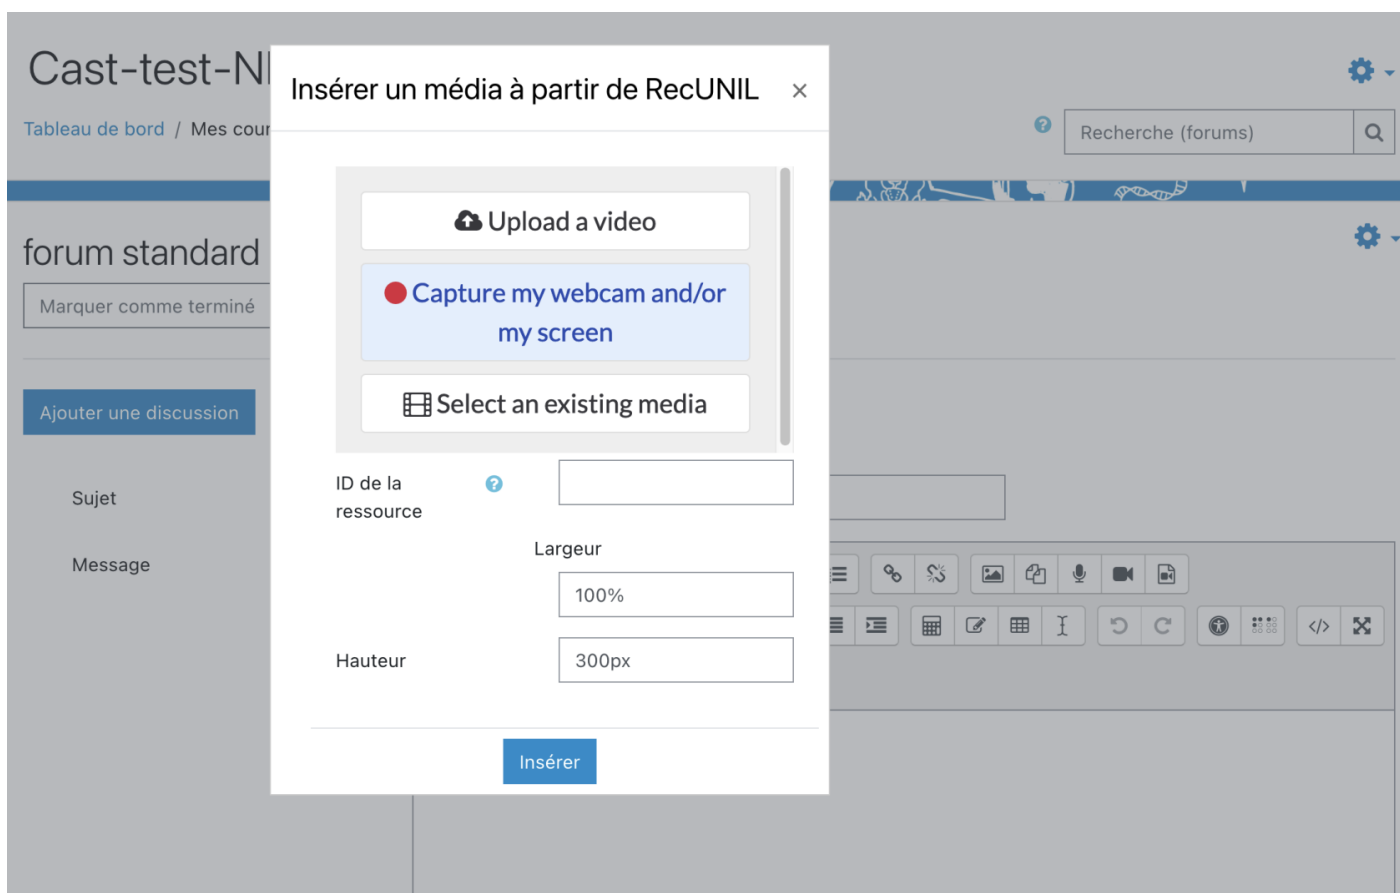 Cast-test-N
Insérer un média à partir de RecUNIL
×
Tableau de bord / Mes cour
Recherche (forums)
Upload a video
forum standard
Capture my webcam and/or
my screen
Marquer comme terminé
Select an existing media
Ajouter une discussion
ID de la
ressource
Sujet
Largeur
Message
100%
Hauteur
300px
Insérer